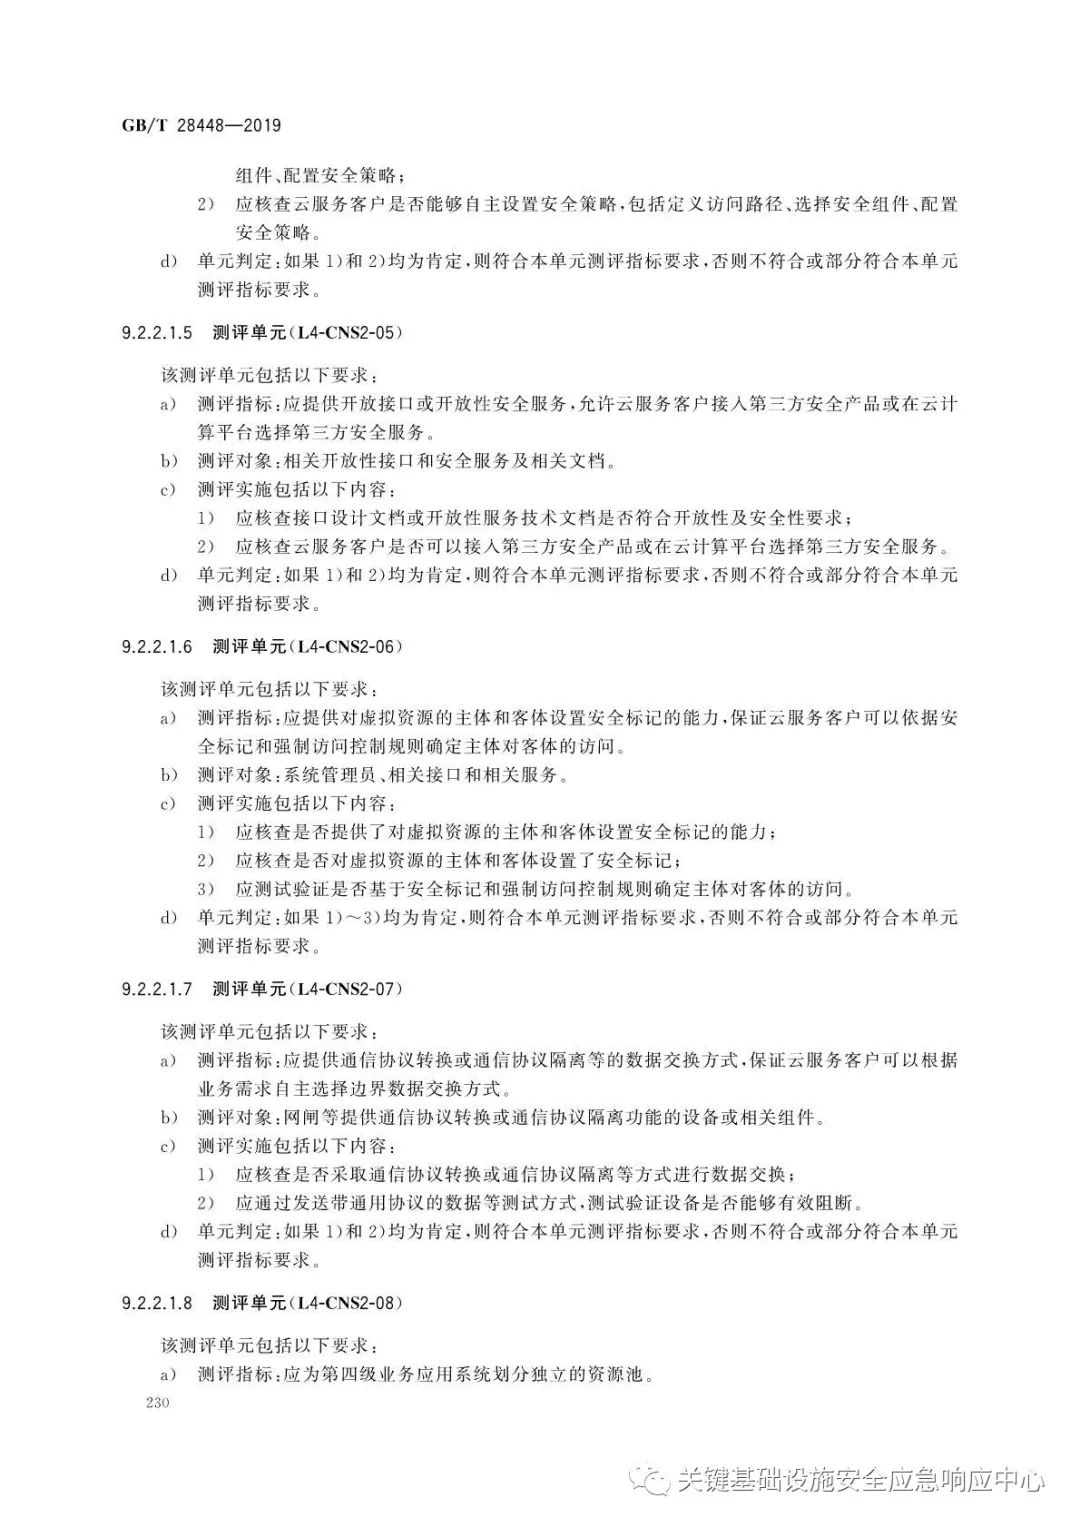 GB/T 28448—2019
组件、配置安全策略；
2） 应核查云服务客户是否能够自主设置安全策略，包括定义访问路径、选择安全组件、配置
安全策略。
d） 单元判定：如果 1）和 2）均为肯定，则符合本单元测评指标要求，否则不符合或部分符合本单元
测评指标要求。
9.2.2.1.5 测评单元（L4-CNS2-05）
该测评单元包括以下要求：
a） 测评指标：应提供开放接口或开放性安全服务，允许云服务客户接入第三方安全产品或在云计
算平台选择第三方安全服务。
b） 测评对象：相关开放性接口和安全服务及相关文档。
c） 测评实施包括以下内容：
1） 应核查接口设计文档或开放性服务技术文档是否符合开放性及安全性要求；
2） 应核查云服务客户是否可以接入第三方安全产品或在云计算平台选择第三方安全服务。
d） 单元判定：如果 1）和 2）均为肯定，则符合本单元测评指标要求，否则不符合或部分符合本单元
测评指标要求。
9.2.2.1.6 测评单元（L4-CNS2-06）
该测评单元包括以下要求：
a） 测评指标：应提供对虚拟资源的主体和客体设置安全标记的能力，保证云服务客户可以依据安
全标记和强制访问控制规则确定主体对客体的访问。
b） 测评对象：系统管理员、相关接口和相关服务。
c） 测评实施包括以下内容：
1） 应核查是否提供了对虚拟资源的主体和客体设置安全标记的能力；
2） 应核查是否对虚拟资源的主体和客体设置了安全标记；
3） 应测试验证是否基于安全标记和强制访问控制规则确定主体对客体的访问。
d） 单元判定：如果 1）～3）均为肯定，则符合本单元测评指标要求，否则不符合或部分符合本单元
测评指标要求。
9.2.2.1.7 测评单元（L4-CNS2-07）
该测评单元包括以下要求：
a） 测评指标：应提供通信协议转换或通信协议隔离等的数据交换方式，保证云服务客户可以根据
业务需求自主选择边界数据交换方式。
b） 测评对象：网闸等提供通信协议转换或通信协议隔离功能的设备或相关组件。
c） 测评实施包括以下内容：
1） 应核查是否采取通信协议转换或通信协议隔离等方式进行数据交换；
2） 应通过发送带通用协议的数据等测试方式，测试验证设备是否能够有效阻断。
d） 单元判定：如果 1）和 2）均为肯定，则符合本单元测评指标要求，否则不符合或部分符合本单元
测评指标要求。
9.2.2.1.8 测评单元（L4-CNS2-08）
该测评单元包括以下要求：
a） 测评指标：应为第四级业务应用系统划分独立的资源池。
230
关键基础设施安全应急响应中心